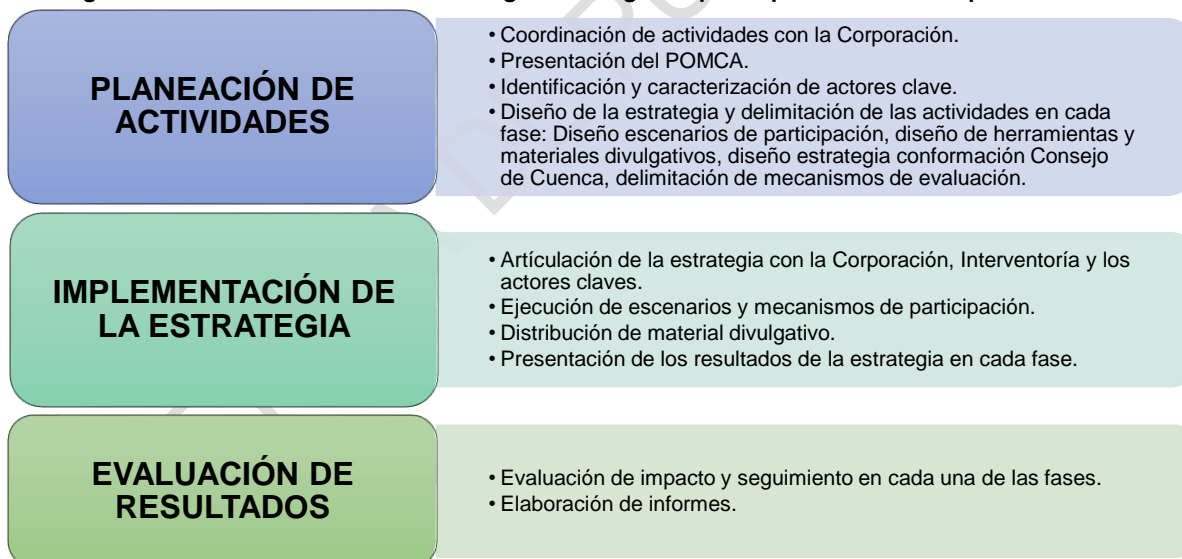 PLANEACIÓN DE
ACTIVIDADES
• Coordinación de actividades con la Corporación.
• Presentación del POMCA.
• Identificación y caracterización de actores clave.
• Diseño de la estrategia y delimitación de las actividades en cada
fase: Diseño escenarios de participación, diseño de herramientas y
materiales divulgativos, diseño estrategia conformación Consejo
de Cuenca, delimitación de mecanismos de evaluación.
IMPLEMENTACIÓN DE
LA ESTRATEGIA
• Artículación de la estrategia con la Corporación, Interventoría y los
actores claves.
• Ejecución de escenarios y mecanismos de participación.
• Distribución de material divulgativo.
• Presentación de los resultados de la estrategia en cada fase.
EVALUACIÓN DE
RESULTADOS
• Evaluación de impacto y seguimiento en cada una de las fases.
• Elaboración de informes.